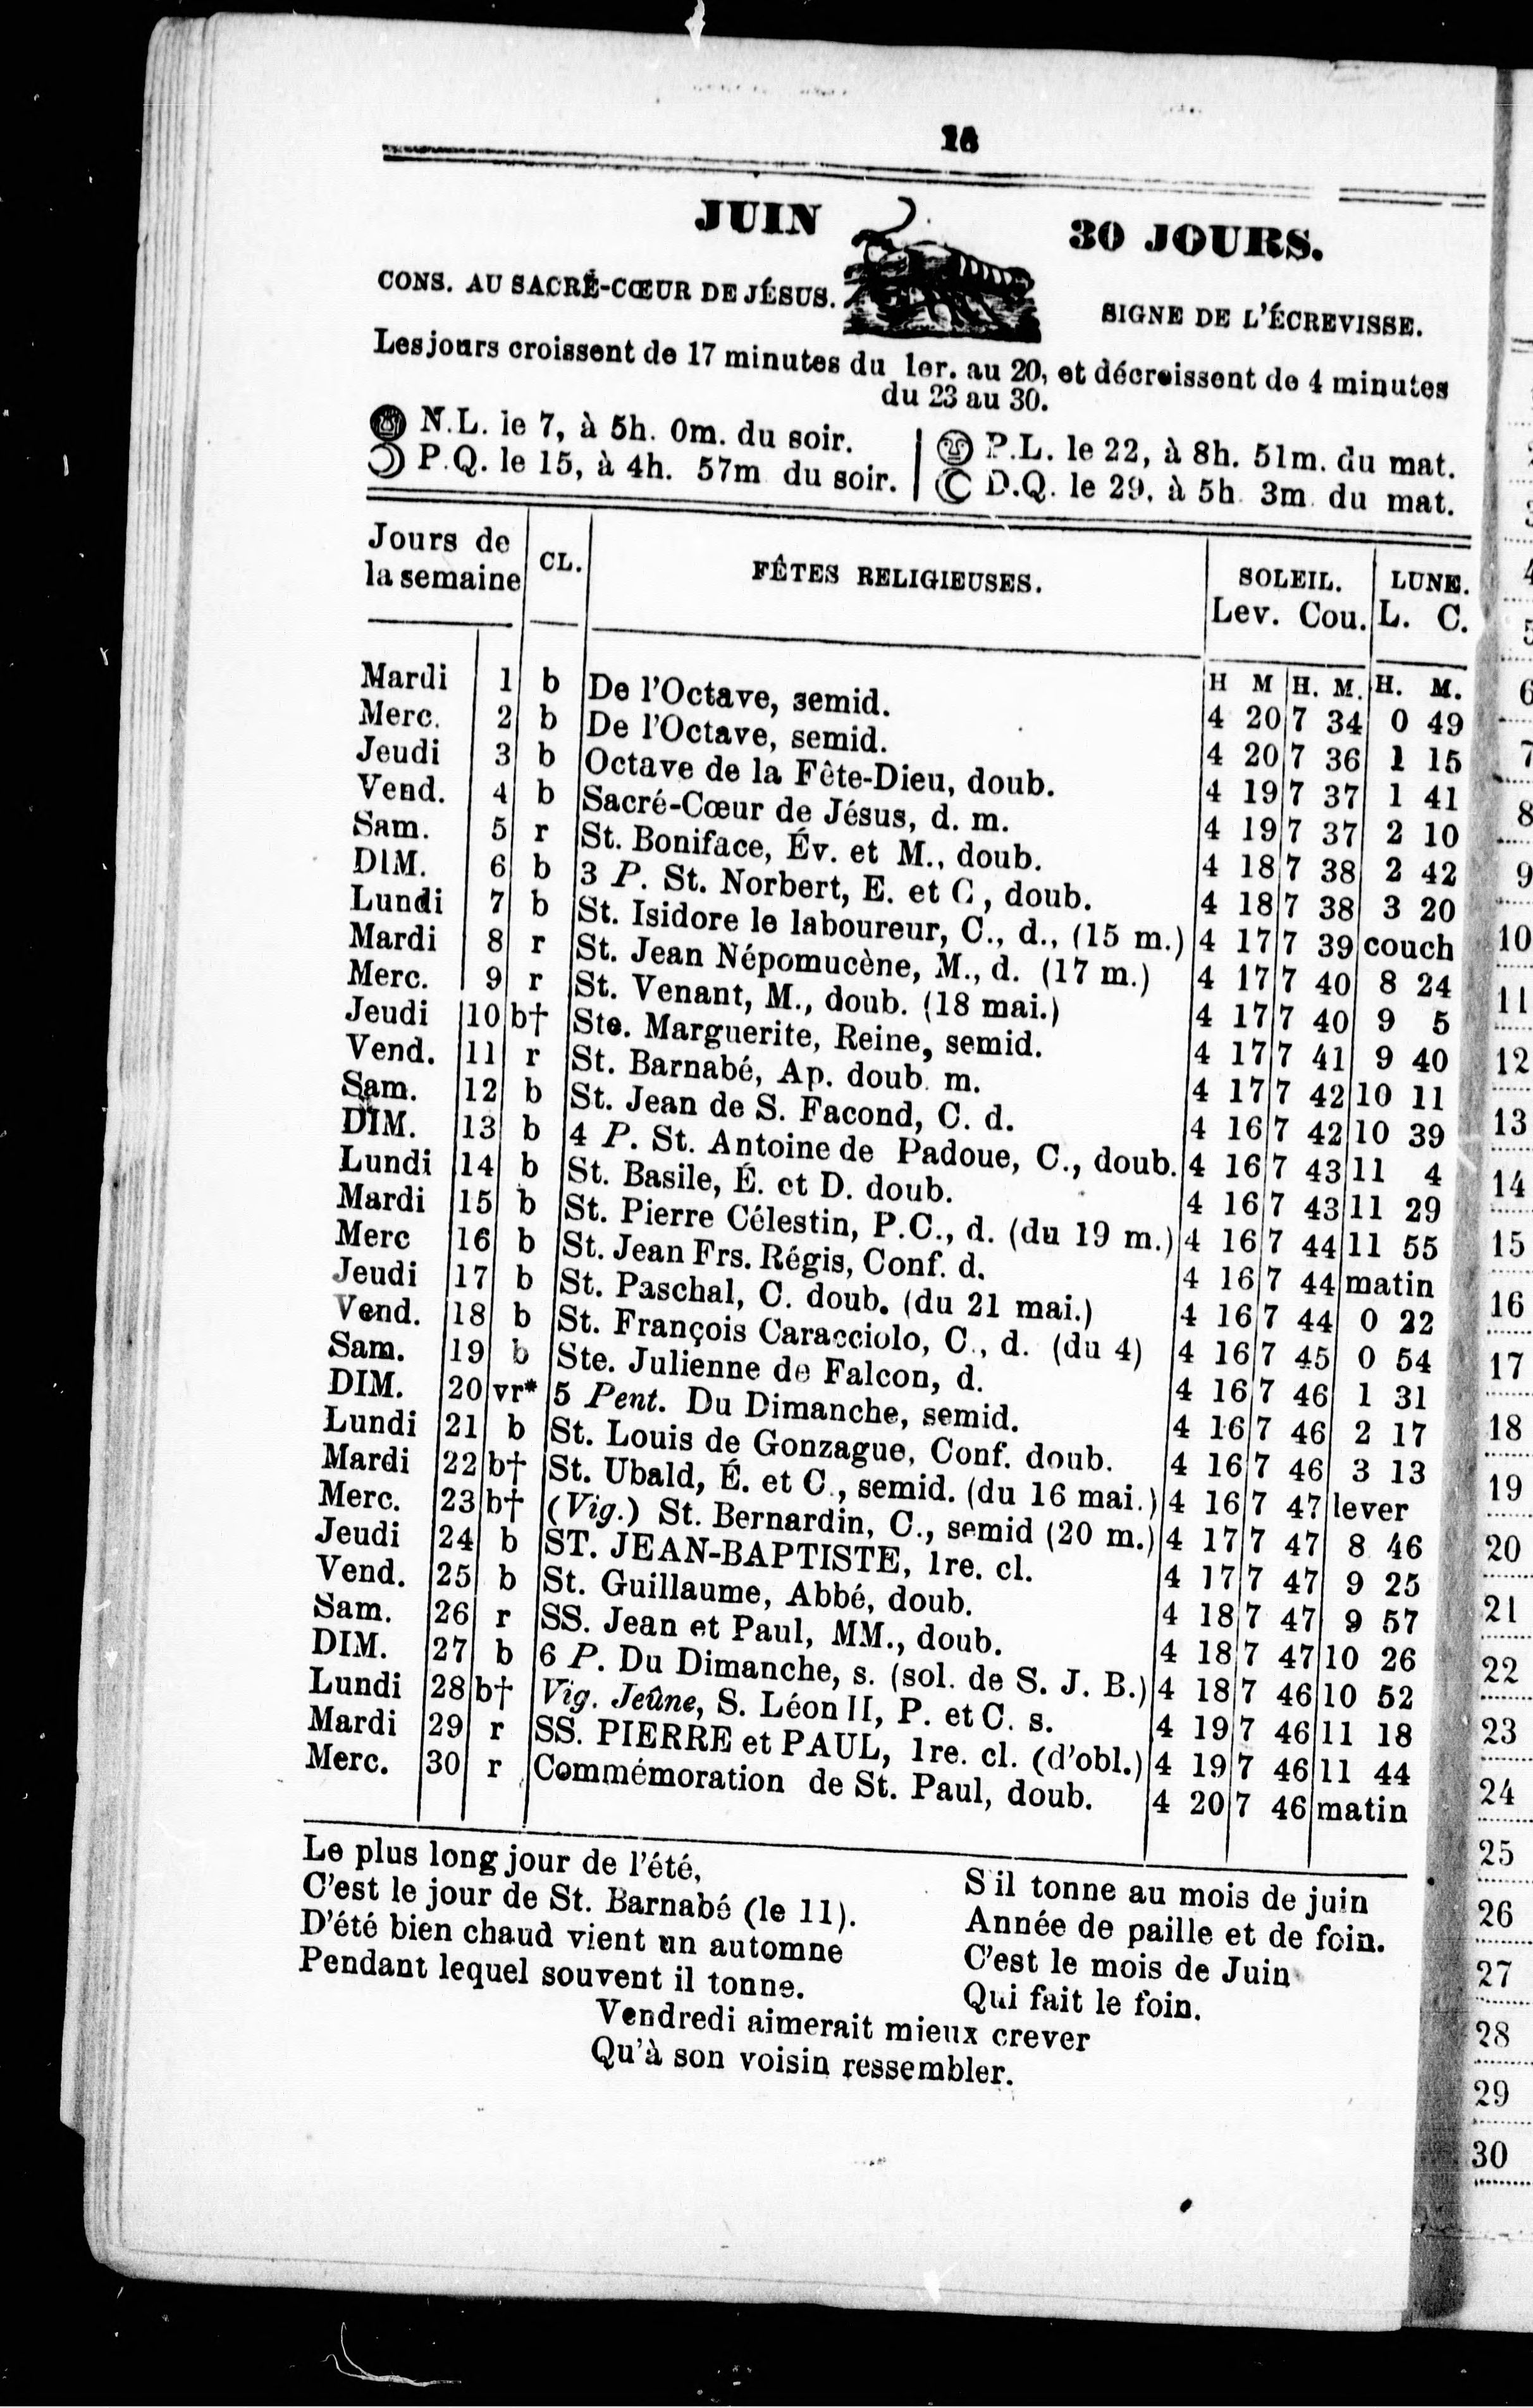 16
JUIN 30 JOURS.
CONS. AU SACRÉ-CŒUR DE JÉSUS. SIGNE DE L'ÉCREVISSE.
Les jours croissent de 17 minutes du 1er. au 20, et décroissent de 4 minutes
du 23 au 30.
N.L. le 7, à 5h. 0m. du soir. P.L. le 22, à 8h. 51m. du mat.
P.Q. le 15, à 4h. 57m du soir. D.Q. le 29, à 5h 3m. du mat.
Jours de la semaine CL. FÊTES RELIGIEUSES. SOLEIL. LUNE.
Lev. Cou. L. C.
H M H. M. H. M.
Mardi 1 b De l'Octave, semid. 4 20 7 34 0 49
Merc. 2 b De l'Octave, semid. 4 20 7 36 1 15
Jeudi 3 b Octave de la Fête-Dieu, doub. 4 19 7 37 1 41
Vend. 4 b Sacré-Cœur de Jésus, d. m. 4 19 7 37 2 10
Sam. 5 r St. Boniface, Év. et M., doub. 4 18 7 38 2 42
DIM. 6 b 3 P. St. Norbert, E. et C, doub. 4 18 7 38 3 20
Lundi 7 b St. Isidore le laboureur, C., d., (15 m.) 4 17 7 39 couch
Mardi 8 r St. Jean Népomucène, M., d. (17 m.) 4 17 7 40 8 24
Merc. 9 r St. Venant, M., doub. (18 mai.) 4 17 7 40 9 5
Jeudi 10 b† Ste. Marguerite, Reine, semid. 4 17 7 41 9 40
Vend. 11 r St. Barnabé, Ap. doub. m. 4 17 7 42 10 11
Sam. 12 b St. Jean de S. Facond, C. d. 4 16 7 42 10 39
DIM. 13 b 4 P. St. Antoine de Padoue, C., doub. 4 16 7 43 11 4
Lundi 14 b St. Basile, É. et D. doub. 4 16 7 43 11 29
Mardi 15 b St. Pierre Célestin, P.C., d. (du 19 m.) 4 16 7 44 11 55
Merc 16 b St. Jean Frs. Régis, Conf. d. 4 16 7 44 matin
Jeudi 17 b St. Paschal, C. doub. (du 21 mai.) 4 16 7 44 0 22
Vend. 18 b St. François Caracciolo, C., d. (du 4) 4 16 7 45 0 54
Sam. 19 b Ste. Julienne de Falcon, d. 4 16 7 46 1 31
DIM. 20 vr* 5 Pent. Du Dimanche, semid. 4 16 7 46 2 17
Lundi 21 b St. Louis de Gonzague, Conf. doub. 4 16 7 46 3 13
Mardi 22 b† St. Ubald, É. et C., semid. (du 16 mai.) 4 16 7 47 lever
Merc. 23 b† (Vig.) St. Bernardin, C., semid (20 m.) 4 17 7 47 8 46
Jeudi 24 b ST. JEAN-BAPTISTE, 1re. cl. 4 17 7 47 9 25
Vend. 25 b St. Guillaume, Abbé, doub. 4 18 7 47 9 57
Sam. 26 r SS. Jean et Paul, MM., doub. 4 18 7 47 10 26
DIM. 27 b 6 P. Du Dimanche, s. (sol. de S. J. B.) 4 18 7 46 10 52
Lundi 28 b† Vig. Jeûne, S. Léon II, P. et C. s. 4 19 7 46 11 18
Mardi 29 r SS. PIERRE et PAUL, 1re. cl. (d'obl.) 4 19 7 46 11 44
Merc. 30 r Commémoration de St. Paul, doub. 4 20 7 46 matin
Le plus long jour de l'été,
C'est le jour de St. Barnabé (le 11).
D'été bien chaud vient un automne
Pendant lequel souvent il tonne.
S'il tonne au mois de juin
Année de paille et de foin.
C'est le mois de Juin
Qui fait le foin.
Vendredi aimerait mieux crever
Qu'à son voisin ressembler.
6
7
8
9
10
11
12
13
14
15
16
17
18
19
20
21
22
23
24
25
26
27
28
29
30